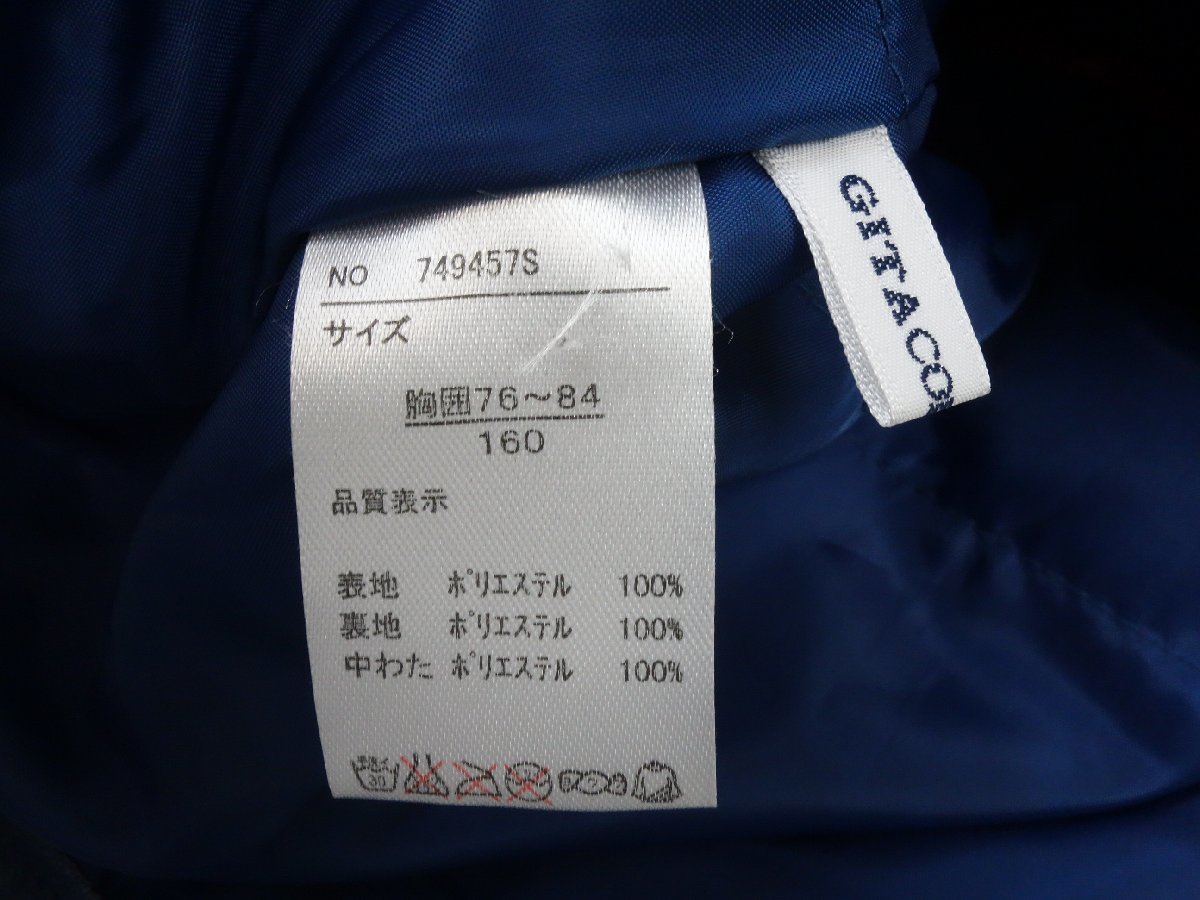 NO 749457S
サイズ
胸囲76～84
160
品質表示
表地 ポリエステル 100%
裏地 ポリエステル 100%
中わた ポリエステル 100%
30
GITACO